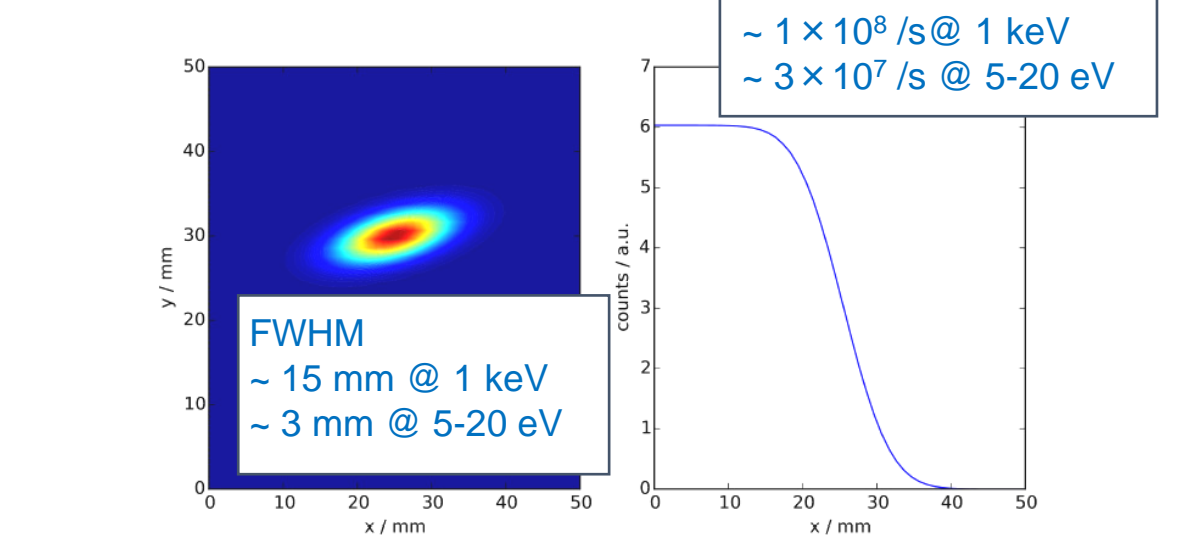 ~ 1 × 10⁸ /s@ 1 keV
~ 3 × 10⁷ /s @ 5-20 eV
50
40
30
20
10
0
y / mm
0 10 20 30 40 50
x / mm
FWHM
~ 15 mm @ 1 keV
~ 3 mm @ 5-20 eV
7
6
5
4
3
2
1
0
counts / a.u.
0 10 20 30 40 50
x / mm